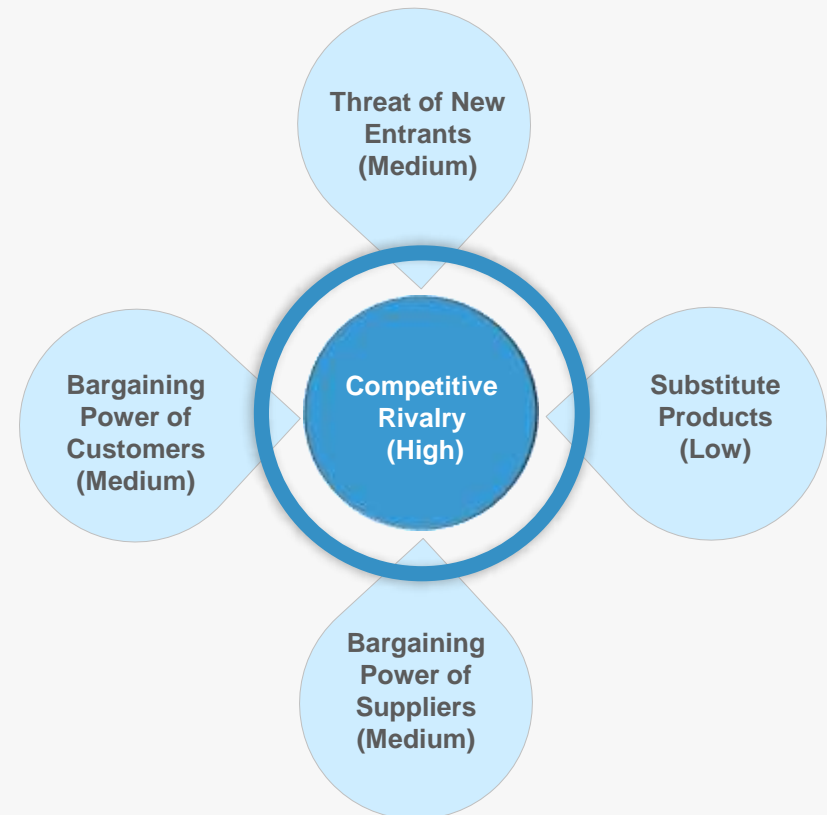 Threat of New
Entrants
(Medium)
Bargaining
Power of
Customers
(Medium)
Competitive
Rivalry
(High)
Substitute
Products
(Low)
Bargaining
Power of
Suppliers
(Medium)